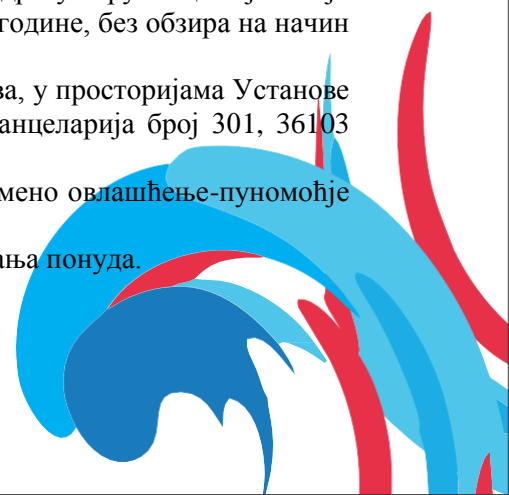 године, без обзира на начин
ва, у просторијама Установе
анцеларија број 301, 36103
мено овлашћење-пуномоћје
ања понуда.